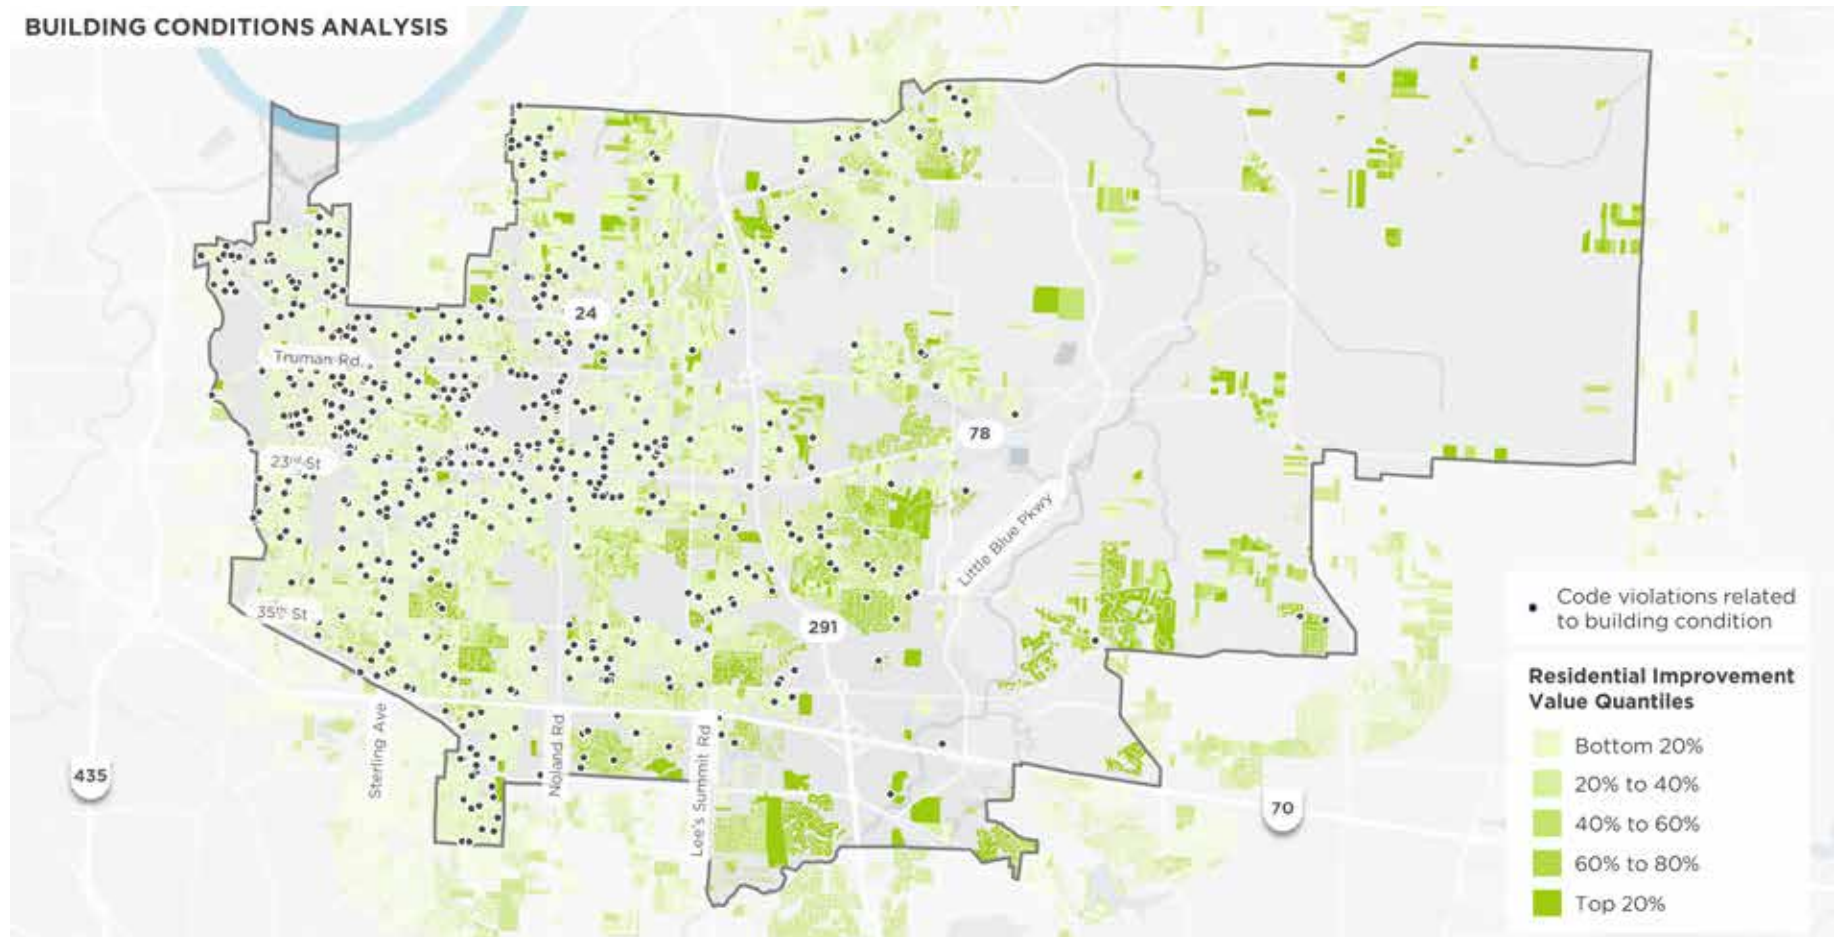 BUILDING CONDITIONS ANALYSIS
24
Truman Rd.
78
23rd St
Little Blue Pkwy
35th St
291
Sterling Ave
Noland Rd
Lee's Summit Rd
435
70
Code violations related
to building condition
Residential Improvement
Value Quantiles
Bottom 20%
20% to 40%
40% to 60%
60% to 80%
Top 20%